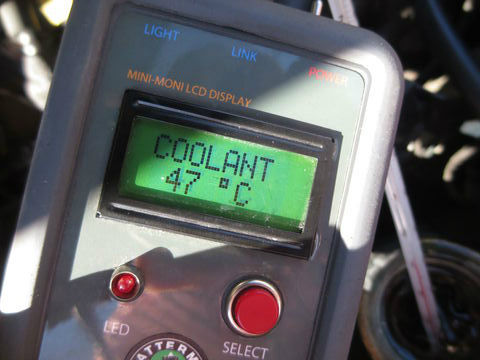 LIGHT
LINK
POWER
MINI-MONI LCD DISPLAY
COOLANT
47 °C
LED
SELECT